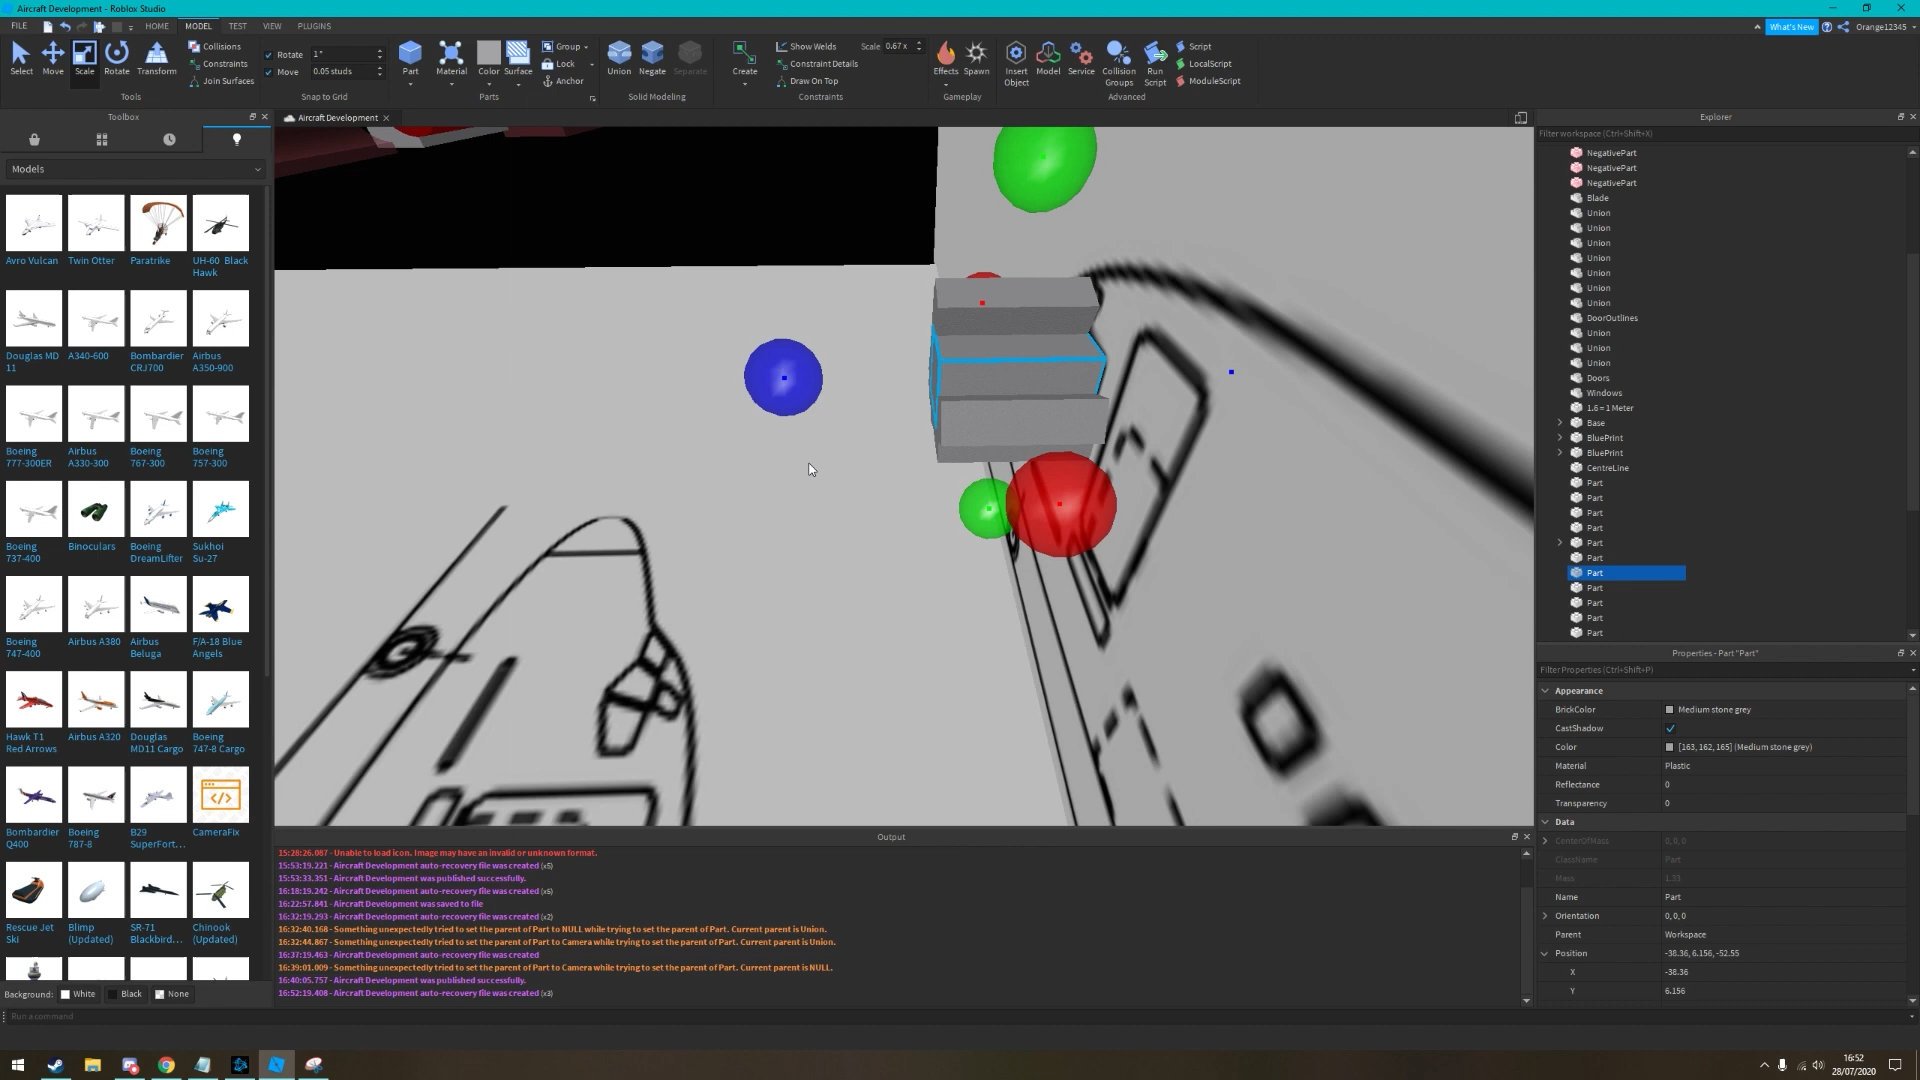 Aircraft Development - Roblox Studio
FILE HOME MODEL TEST VIEW PLUGINS What's New Orange12345
Select Move Scale Rotate Transform
Collisions
Constraints
Join Surfaces
Tools
Rotate 1°
Move 0.05 studs
Snap to Grid
Part Material Color Surface
Group
Lock
Anchor
Parts
Union Negate Separate
Solid Modeling
Create
Show Welds Scale 0.67 x
Constraint Details
Draw On Top
Constraints
Effects Spawn
Gameplay
Insert Object Model Service Collision Groups Run Script
Script
LocalScript
ModuleScript
Advanced
Toolbox
Models
Avro Vulcan Twin Otter Paratrike UH-60 Black Hawk
Douglas MD 11 A340-600 Bombardier CRJ700 Airbus A350-900
Boeing 777-300ER Airbus A330-300 Boeing 767-300 Boeing 757-300
Boeing 737-400 Binoculars Boeing DreamLifter Sukhoi Su-27
Boeing 747-400 Airbus A380 Airbus Beluga F/A-18 Blue Angels
Hawk T1 Red Arrows Airbus A320 Douglas MD11 Cargo Boeing 747-8 Cargo
Bombardier Q400 Boeing 787-8 B29 SuperFort... CameraFix
Rescue Jet Ski Blimp (Updated) SR-71 Blackbird... Chinook (Updated)
Background: White Black None
Run a command
Aircraft Development
Output
15:28:26.087 - Unable to load icon. Image may have an invalid or unknown format.
15:53:19.221 - Aircraft Development auto-recovery file was created (x5)
15:53:33.351 - Aircraft Development was published successfully.
16:18:19.242 - Aircraft Development auto-recovery file was created (x5)
16:22:57.841 - Aircraft Development was saved to file
16:32:19.293 - Aircraft Development auto-recovery file was created (x2)
16:32:40.168 - Something unexpectedly tried to set the parent of Part to NULL while trying to set the parent of Part. Current parent is Union.
16:32:44.867 - Something unexpectedly tried to set the parent of Part to Camera while trying to set the parent of Part. Current parent is Union.
16:37:19.463 - Aircraft Development auto-recovery file was created
16:39:01.009 - Something unexpectedly tried to set the parent of Part to Camera while trying to set the parent of Part. Current parent is NULL.
16:40:05.757 - Aircraft Development was published successfully.
16:52:19.408 - Aircraft Development auto-recovery file was created (x3)
Explorer
Filter workspace (Ctrl+Shift+X)
NegativePart
NegativePart
NegativePart
Blade
Union
Union
Union
Union
Union
Union
Union
DoorOutlines
Union
Union
Union
Doors
Windows
1.6 = 1 Meter
Base
BluePrint
BluePrint
CentreLine
Part
Part
Part
Part
Part
Part
Part
Part
Part
Part
Part
Properties - Part "Part"
Filter Properties (Ctrl+Shift+P)
Appearance
BrickColor Medium stone grey
CastShadow
Color [163, 162, 165] (Medium stone grey)
Material Plastic
Reflectance 0
Transparency 0
Data
CenterOfMass 0, 0, 0
ClassName Part
Mass 1.33
Name Part
Orientation 0, 0, 0
Parent Workspace
Position -38.36, 6.156, -52.55
X -38.36
Y 6.156
16:52
28/07/2020